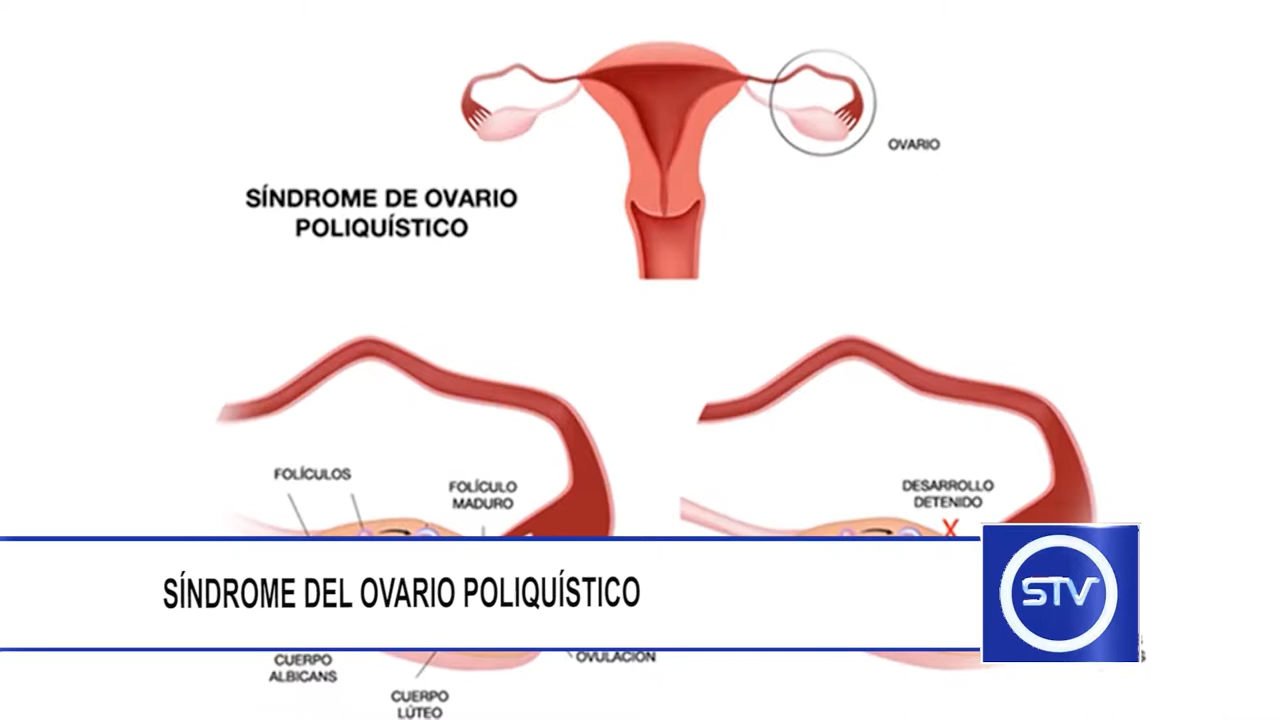 OVARIO
SÍNDROME DE OVARIO
POLIQUÍSTICO
FOLÍCULOS
FOLÍCULO
MADURO
DESARROLLO
DETENIDO
X
SÍNDROME DEL OVARIO POLIQUÍSTICO
STV
CUERPO
ALBICANS
OVULACIÓN
CUERPO
LÚTEO